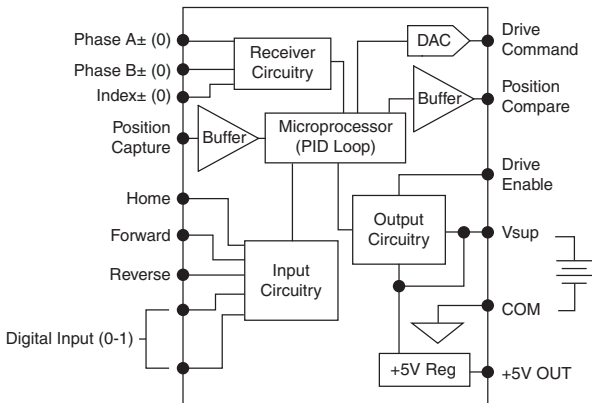 Phase A± (0)
Phase B± (0)
Index± (0)
Position
Capture
Home
Forward
Reverse
Digital Input (0-1)
Receiver
Circuitry
Buffer
Microprocessor
(PID Loop)
Input
Circuitry
DAC
Buffer
Output
Circuitry
+5V Reg
Drive
Command
Position
Compare
Drive
Enable
Vsup
COM
+5V OUT